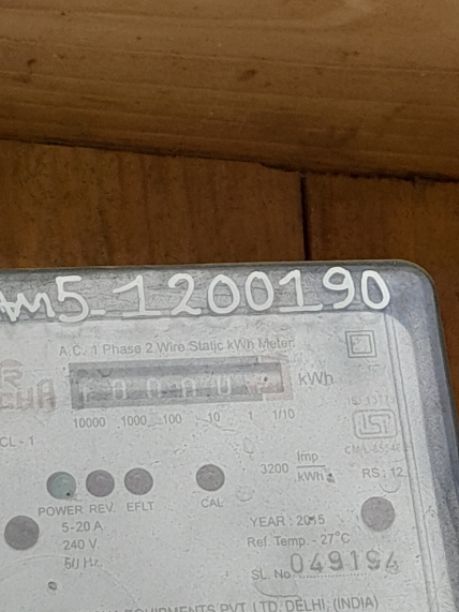 AM5-1200190
A.C. 1 Phase 2 Wire Static kWh Meter
kWh
10000 1000 100 10 1 1/10
CL - 1
3200 Imp/kWh
RS : 12
POWER REV. EFLT CAL
5-20 A
240 V
50 Hz
YEAR : 2015
Ref. Temp. - 27°C
SL. No. 049194
EQUIPMENTS PVT. LTD. DELHI, (INDIA)